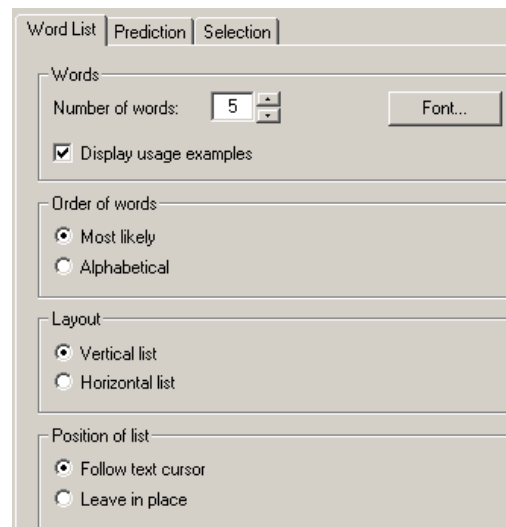 Word List Prediction Selection
Words
Number of words: 5 Font...
Display usage examples
Order of words
Most likely
Alphabetical
Layout
Vertical list
Horizontal list
Position of list
Follow text cursor
Leave in place